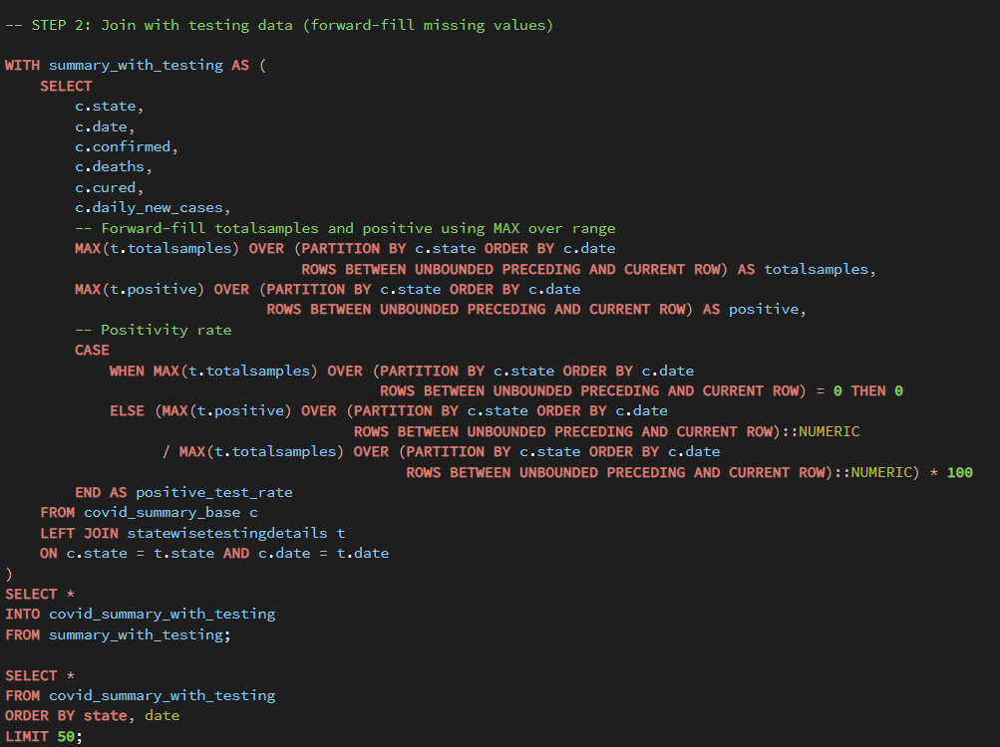 -- STEP 2: Join with testing data (forward-fill missing values)

WITH summary_with_testing AS (
    SELECT
        c.state,
        c.date,
        c.confirmed,
        c.deaths,
        c.cured,
        c.daily_new_cases,
        -- Forward-fill totalsamples and positive using MAX over range
        MAX(t.totalsamples) OVER (PARTITION BY c.state ORDER BY c.date
                                  ROWS BETWEEN UNBOUNDED PRECEDING AND CURRENT ROW) AS totalsamples,
        MAX(t.positive) OVER (PARTITION BY c.state ORDER BY c.date
                              ROWS BETWEEN UNBOUNDED PRECEDING AND CURRENT ROW) AS positive,
        -- Positivity rate
        CASE
            WHEN MAX(t.totalsamples) OVER (PARTITION BY c.state ORDER BY c.date
                                           ROWS BETWEEN UNBOUNDED PRECEDING AND CURRENT ROW) = 0 THEN 0
            ELSE (MAX(t.positive) OVER (PARTITION BY c.state ORDER BY c.date
                                        ROWS BETWEEN UNBOUNDED PRECEDING AND CURRENT ROW)::NUMERIC
                  / MAX(t.totalsamples) OVER (PARTITION BY c.state ORDER BY c.date
                                              ROWS BETWEEN UNBOUNDED PRECEDING AND CURRENT ROW)::NUMERIC) * 100
        END AS positive_test_rate
    FROM covid_summary_base c
    LEFT JOIN statewisetestingdetails t
    ON c.state = t.state AND c.date = t.date
)
SELECT *
INTO covid_summary_with_testing
FROM summary_with_testing;

SELECT *
FROM covid_summary_with_testing
ORDER BY state, date
LIMIT 50;